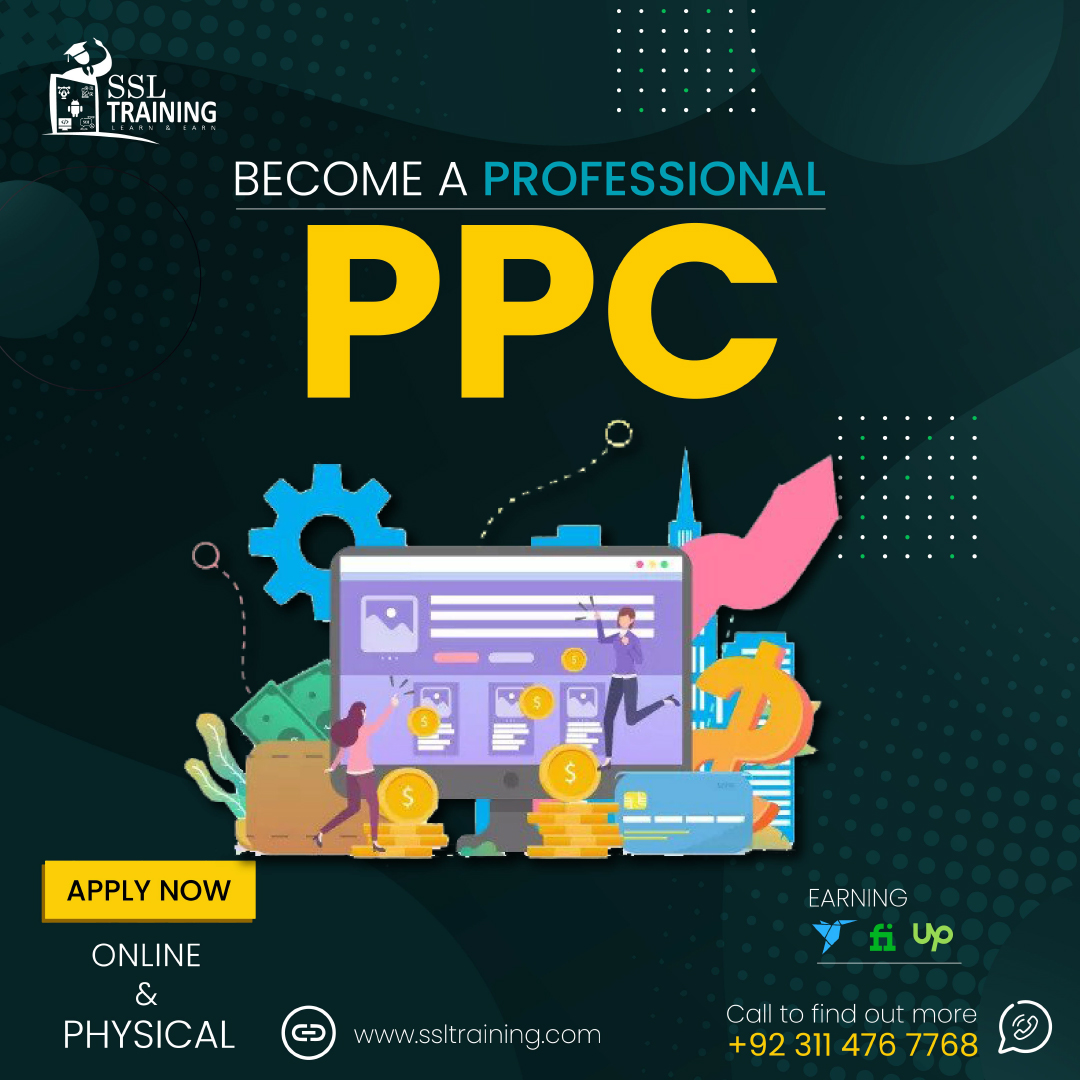 SSL
TRAINING
LEARN & EARN
BECOME A PROFESSIONAL
PPC
APPLY NOW
ONLINE
&
PHYSICAL
www.ssltraining.com
EARNING
fi
Up
Call to find out more
+92 311 476 7768